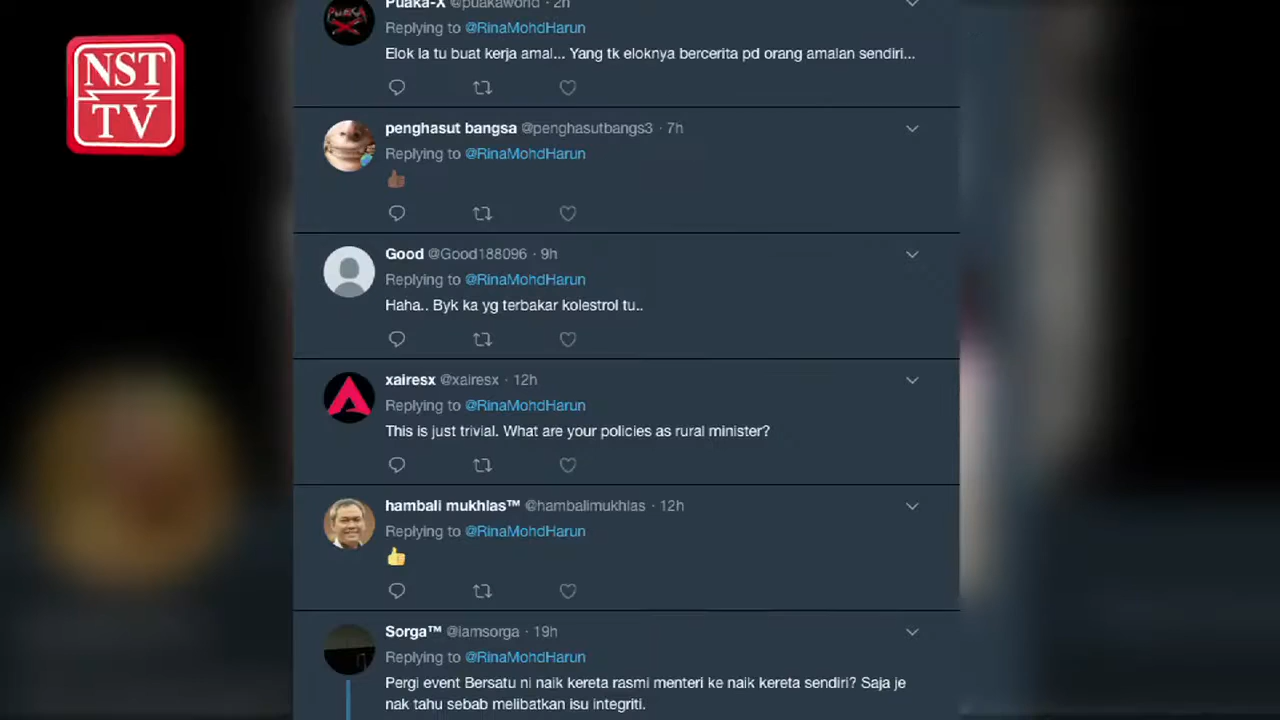 NST
TV
Puaka-X @puakaworld · 2h
Replying to @RinaMohdHarun
Elok la tu buat kerja amal... Yang tk eloknya bercerita pd orang amalan sendiri...
penghasut bangsa @penghasutbangs3 · 7h
Replying to @RinaMohdHarun
👍🏾
Good @Good188096 · 9h
Replying to @RinaMohdHarun
Haha.. Byk ka yg terbakar kolestrol tu..
xairesx @xairesx · 12h
Replying to @RinaMohdHarun
This is just trivial. What are your policies as rural minister?
hambali mukhlas™ @hambalimukhlas · 12h
Replying to @RinaMohdHarun
👍
Sorga™ @iamsorga · 19h
Replying to @RinaMohdHarun
Pergi event Bersatu ni naik kereta rasmi menteri ke naik kereta sendiri? Saja je
nak tahu sebab melibatkan isu integriti.